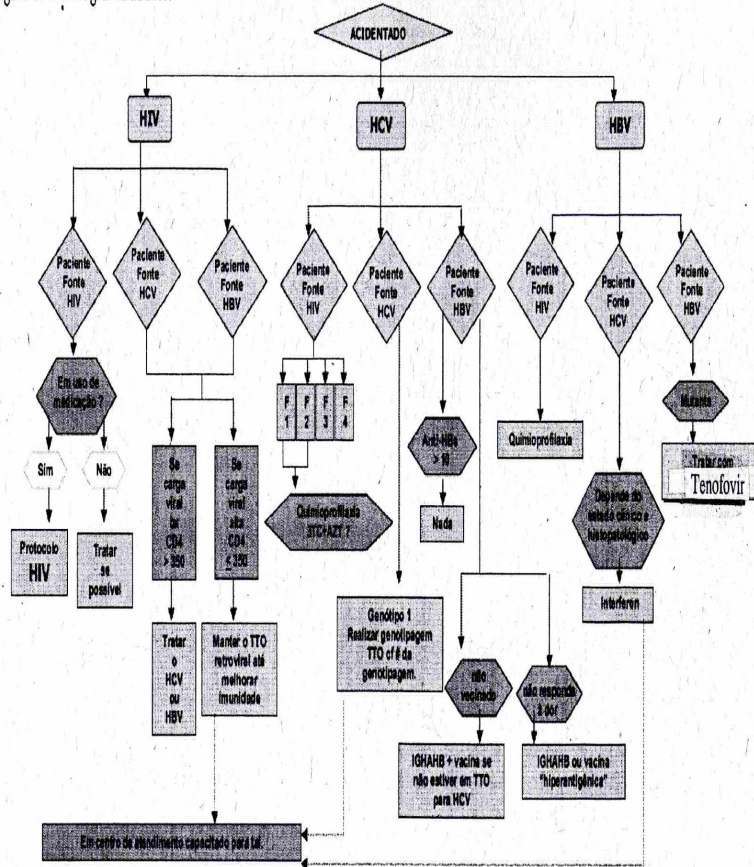 ACIDENTADO
HIV
HCV
HBV
Paciente
Fonte
HIV
Paciente
Fonte
HCV
Paciente
Fonte
HBV
Paciente
Fonte
HIV
Paciente
Fonte
HCV
Paciente
Fonte
HBV
Paciente
Fonte
HIV
Paciente
Fonte
HCV
Paciente
Fonte
HBV
Em uso de
medicação ?
Sim
Não
Protocolo
HIV
Tratar
se
possível
Se
carga
viral
bx
CD4
> 350
Se
carga
viral
alta
CD4
≤ 350
Tratar
o
HCV
ou
HBV
Manter o TTO
retroviral até
melhorar
imunidade
F
1
F
2
F
3
F
4
Quimioprofilaxia
3TC+AZT ?
Genótipo 1
Realizar genotipagem
TTO cf # da
genotipagem.
Anti-HBs
> 10
Nada
não
vacinado
não responde
à dor
IGHAHB + vacina se
não estiver em TTO
para HCV
IGHAHB ou vacina
"hiperantigênica"
Quimioprofilaxia
Depende do
estado clínico e
histopatológico
Interferon
Mutante
Tratar com
Tenofovir
Em centro de atendimento capacitado para tal.